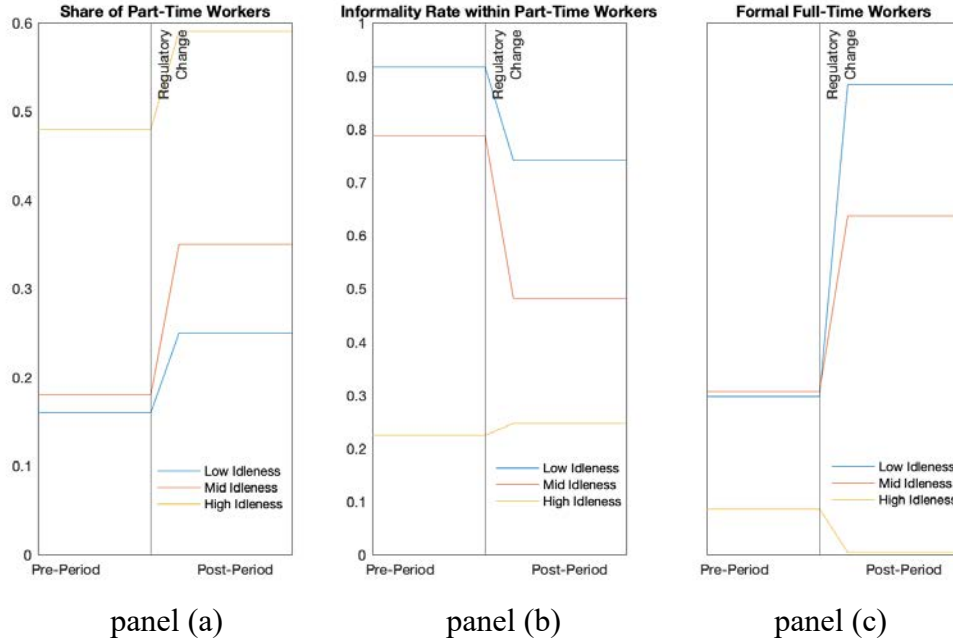 Share of Part-Time Workers
0.6
0.5
0.4
0.3
0.2
0.1
0
Regulatory
Change
Low Idleness
Mid Idleness
High Idleness
Pre-Period
Post-Period
panel (a)
Informality Rate within Part-Time Workers
1
0.9
0.8
0.7
0.6
0.5
0.4
0.3
0.2
0.1
0
Regulatory
Change
Low Idleness
Mid Idleness
High Idleness
Pre-Period
Post-Period
panel (b)
Formal Full-Time Workers
Regulatory
Change
Low Idleness
Mid Idleness
High Idleness
Pre-Period
Post-Period
panel (c)